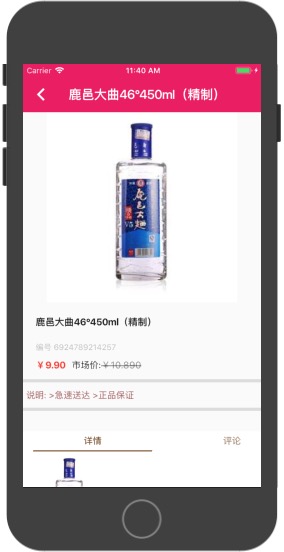 Carrier
11:40 AM
鹿邑大曲46°450ml（精制）
鹿邑大曲
鹿邑大曲46°450ml（精制）
编号 6924789214267
￥9.90 市场价:￥10.890
说明: >急速送达 >正品保证
详情 评论